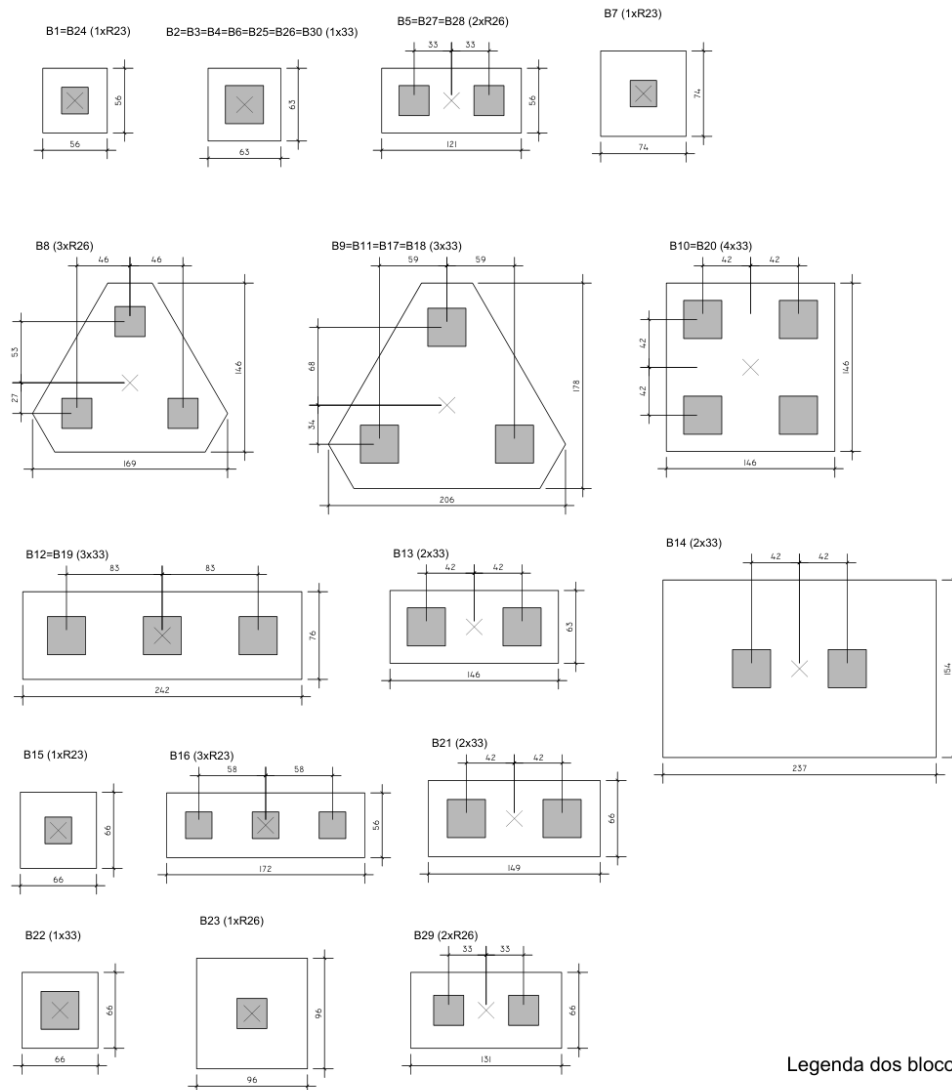 B1=B24 (1xR23)
56
56
B2=B3=B4=B6=B25=B26=B30 (1x33)
63
63
B5=B27=B28 (2xR26)
33 33
56
121
B7 (1xR23)
74
74
B8 (3xR26)
46 46
53
27
146
169
B9=B11=B17=B18 (3x33)
59 59
68
34
178
206
B10=B20 (4x33)
42 42
42
42
146
146
B12=B19 (3x33)
83 83
76
242
B13 (2x33)
42 42
63
146
B14 (2x33)
42 42
154
237
B15 (1xR23)
66
66
B16 (3xR23)
58 58
56
172
B21 (2x33)
42 42
66
149
B22 (1x33)
66
66
B23 (1xR26)
96
96
B29 (2xR26)
33 33
66
131
Legenda dos bloco